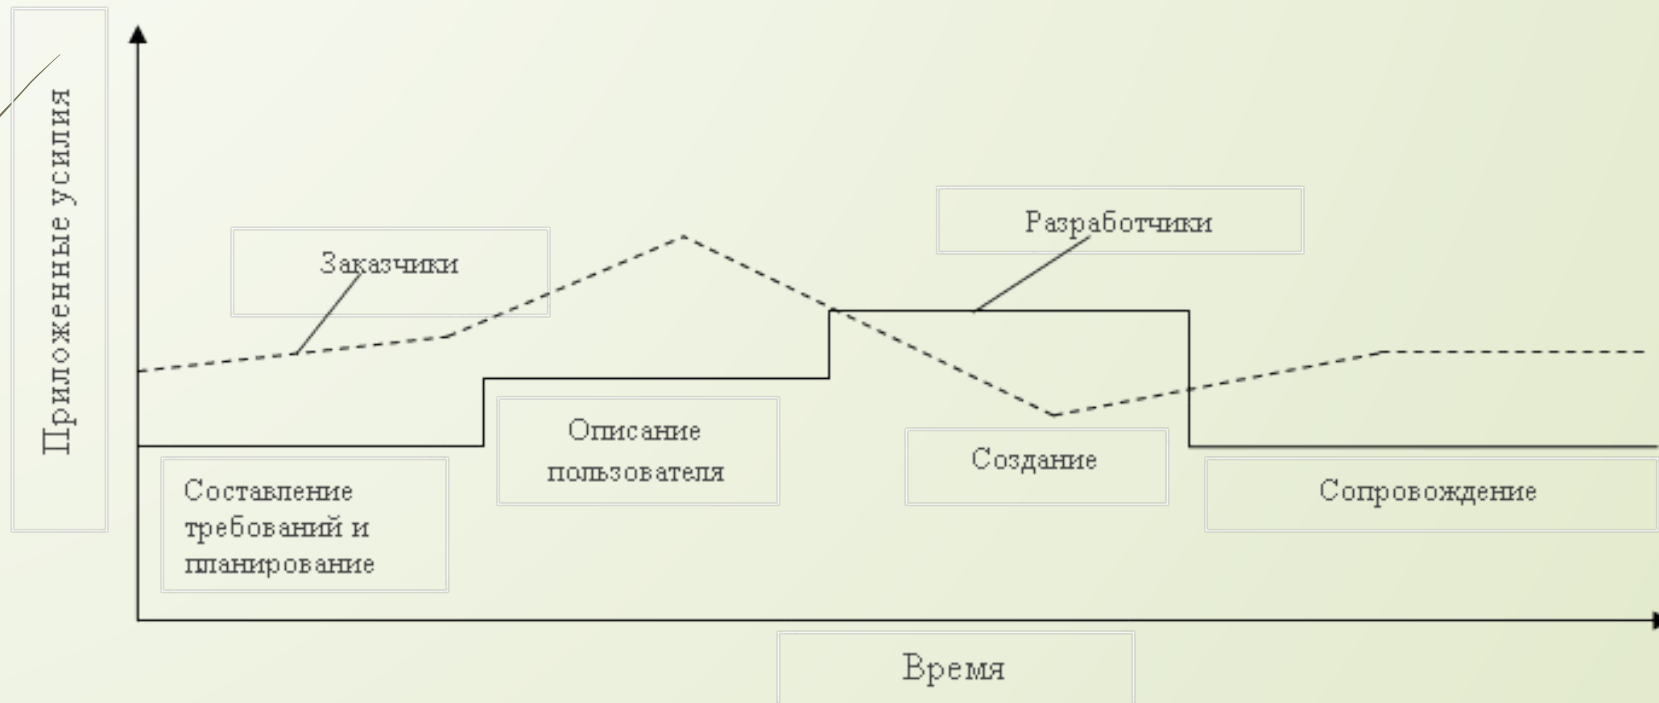 Приложенные усилия
Заказчики
Разработчики
Составление
требований и
планирование
Описание
пользователя
Создание
Сопровождение
Время